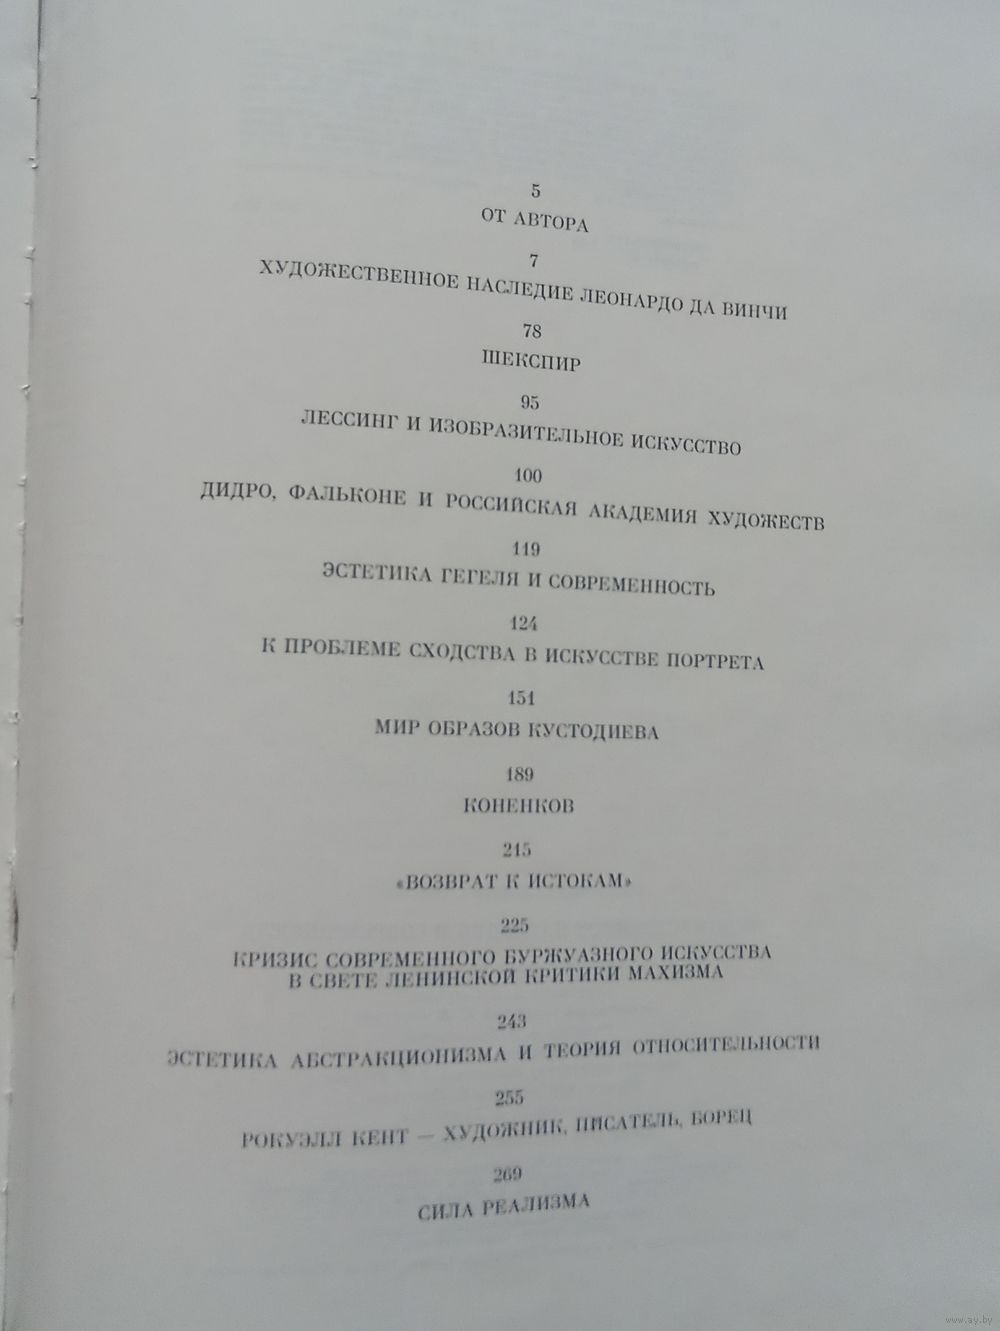 5
ОТ АВТОРА
7
ХУДОЖЕСТВЕННОЕ НАСЛЕДИЕ ЛЕОНАРДО ДА ВИНЧИ
78
ШЕКСПИР
95
ЛЕССИНГ И ИЗОБРАЗИТЕЛЬНОЕ ИСКУССТВО
100
ДИДРО, ФАЛЬКОНЕ И РОССИЙСКАЯ АКАДЕМИЯ ХУДОЖЕСТВ
119
ЭСТЕТИКА ГЕГЕЛЯ И СОВРЕМЕННОСТЬ
124
К ПРОБЛЕМЕ СХОДСТВА В ИСКУССТВЕ ПОРТРЕТА
151
МИР ОБРАЗОВ КУСТОДИЕВА
189
КОНЕНКОВ
215
«ВОЗВРАТ К ИСТОКАМ»
225
КРИЗИС СОВРЕМЕННОГО БУРЖУАЗНОГО ИСКУССТВА
В СВЕТЕ ЛЕНИНСКОЙ КРИТИКИ МАХИЗМА
243
ЭСТЕТИКА АБСТРАКЦИОНИЗМА И ТЕОРИЯ ОТНОСИТЕЛЬНОСТИ
255
РОКУЭЛЛ КЕНТ — ХУДОЖНИК, ПИСАТЕЛЬ, БОРЕЦ
269
СИЛА РЕАЛИЗМА
www.ay.by